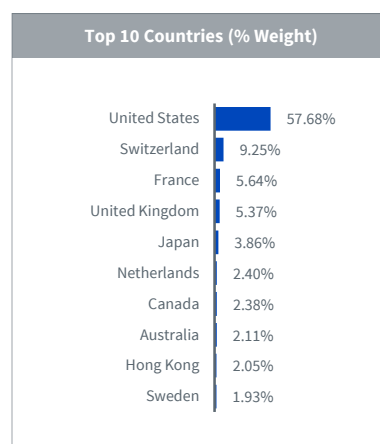 Top 10 Countries (% Weight)
United States 57.68%
Switzerland 9.25%
France 5.64%
United Kingdom 5.37%
Japan 3.86%
Netherlands 2.40%
Canada 2.38%
Australia 2.11%
Hong Kong 2.05%
Sweden 1.93%